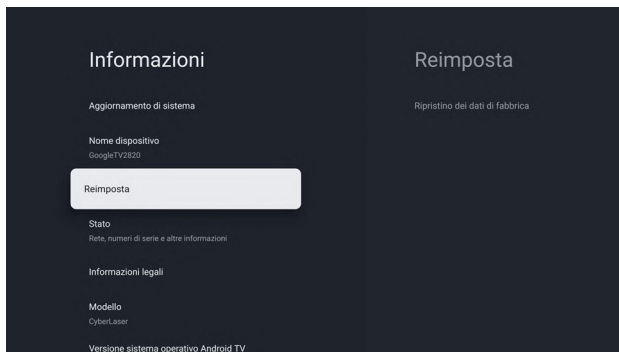 Informazioni
Aggiornamento di sistema
Nome dispositivo
GoogleTV2820
Reimposta
Stato
Rete, numeri di serie e altre informazioni
Informazioni legali
Modello
CyberLaser
Versione sistema operativo Android TV
Reimposta
Ripristino dei dati di fabbrica